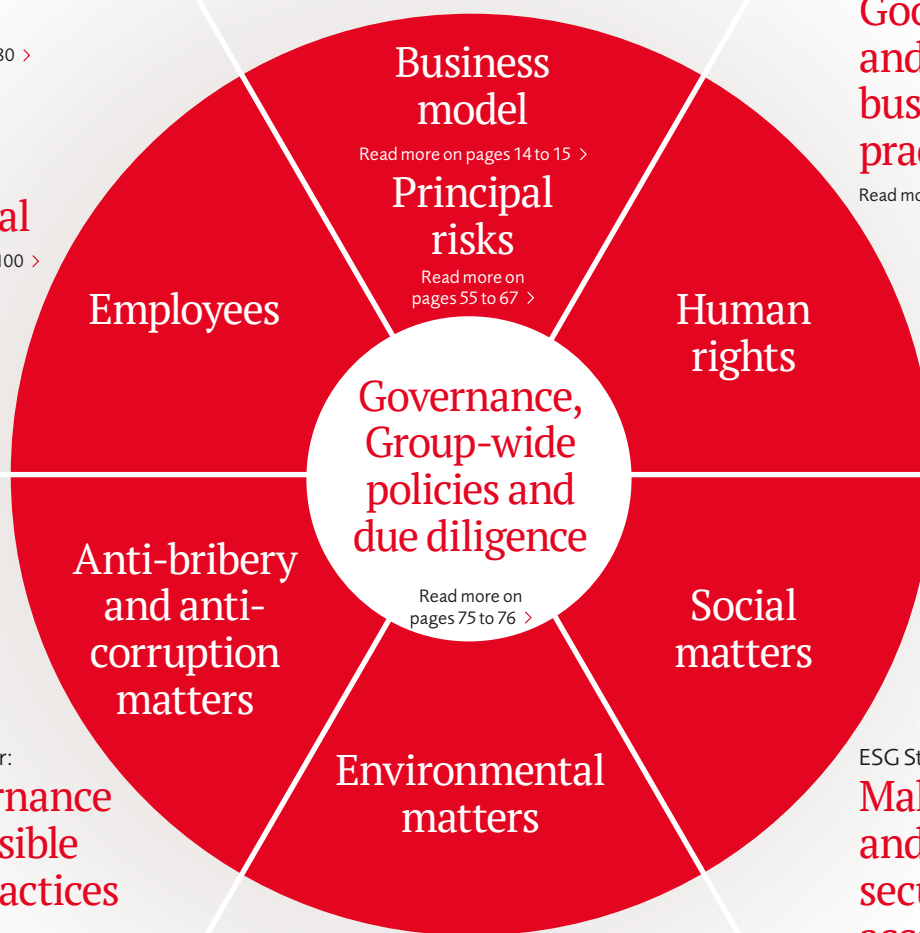 80 >
al
100 >
Business
model
Read more on pages 14 to 15 >
Principal
risks
Read more on
pages 55 to 67 >
and
Read mo
Employees
Human
rights
Governance,
Group-wide
policies and
due diligence
Read more on
pages 75 to 76 >
Anti-bribery
and anti-
corruption
matters
Social
matters
Environmental
matters
r:
rnance
sible
actices
ESG St
and